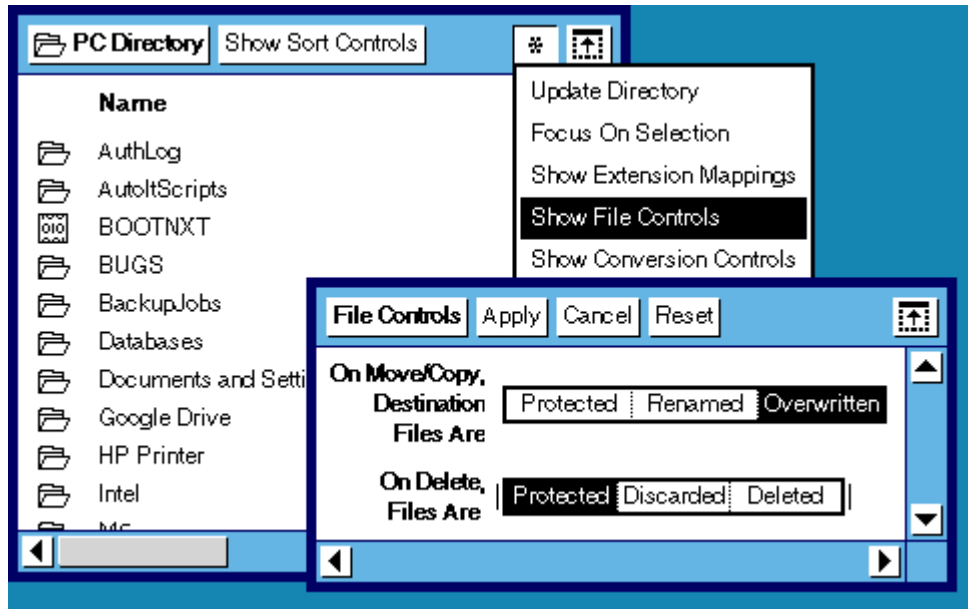 PC Directory Show Sort Controls *
Name
AuthLog
AutoItScripts
BOOTNXT
BUGS
BackupJobs
Databases
Documents and Setti
Google Drive
HP Printer
Intel
Update Directory
Focus On Selection
Show Extension Mappings
Show File Controls
Show Conversion Controls
File Controls Apply Cancel Reset
On Move/Copy,
Destination
Files Are
Protected Renamed Overwritten
On Delete,
Files Are
Protected Discarded Deleted